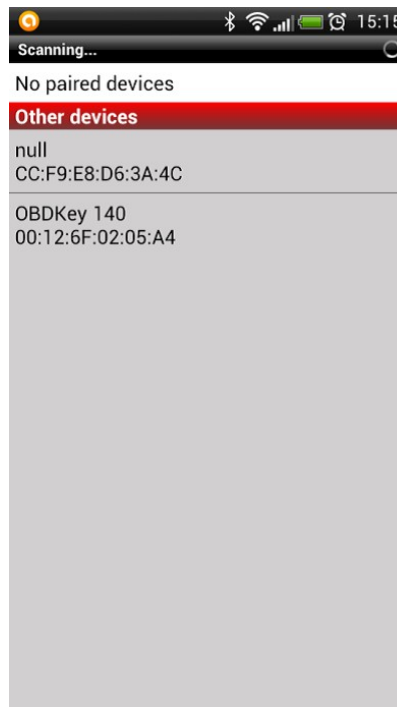 15:15
Scanning...
No paired devices
Other devices
null
CC:F9:E8:D6:3A:4C
OBDKey 140
00:12:6F:02:05:A4